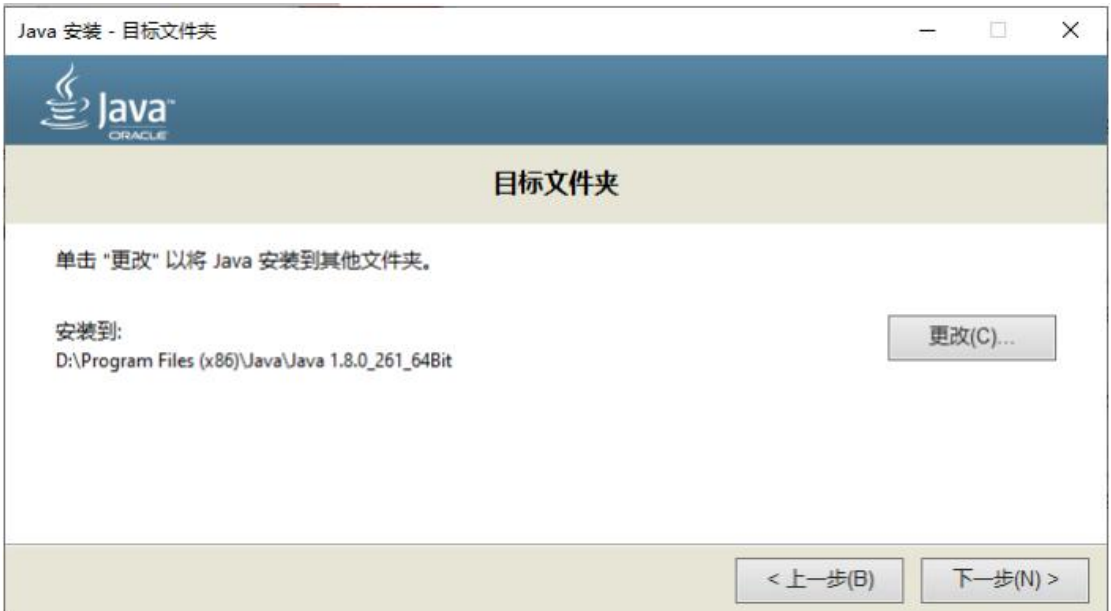 Java 安装 - 目标文件夹
Java™
ORACLE
目标文件夹
单击 "更改" 以将 Java 安装到其他文件夹。
安装到:
更改(C)...
D:\Program Files (x86)\Java\Java 1.8.0_261_64Bit
< 上一步(B)
下一步(N) >